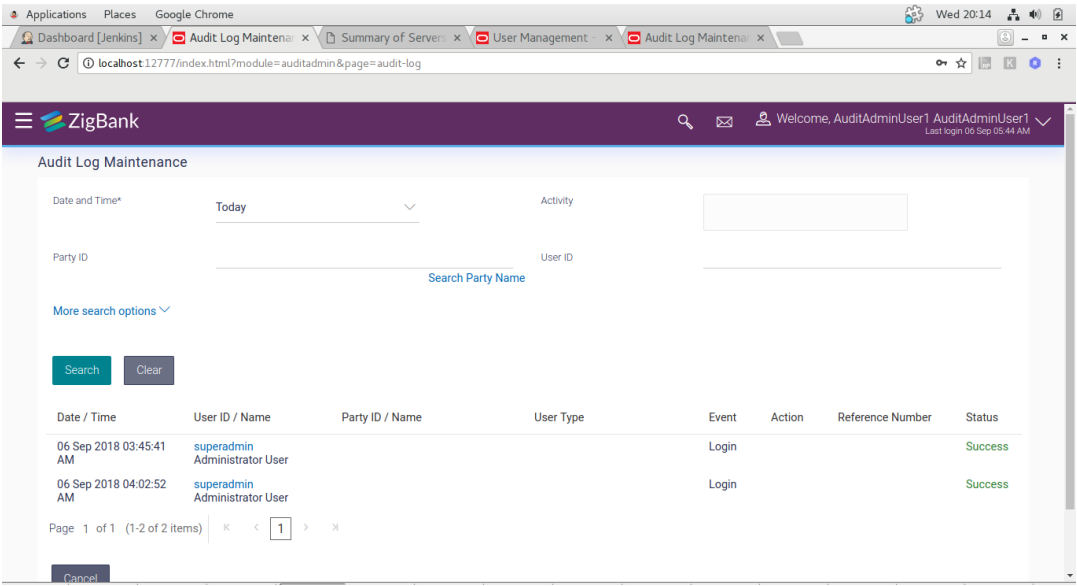 Applications Places Google Chrome Wed 20:14
Dashboard [Jenkins] × Audit Log Maintenan × Summary of Servers × User Management - × Audit Log Maintenan ×
localhost:12777/index.html?module=auditadmin&page=audit-log
ZigBank Welcome, AuditAdminUser1 AuditAdminUser1
Last login 06 Sep 05:44 AM
Audit Log Maintenance
Date and Time* Today Activity
Party ID User ID
Search Party Name
More search options
Search Clear
Date / Time User ID / Name Party ID / Name User Type Event Action Reference Number Status
06 Sep 2018 03:45:41 superadmin Login Success
AM Administrator User
06 Sep 2018 04:02:52 superadmin Login Success
AM Administrator User
Page 1 of 1 (1-2 of 2 items) 1
Cancel